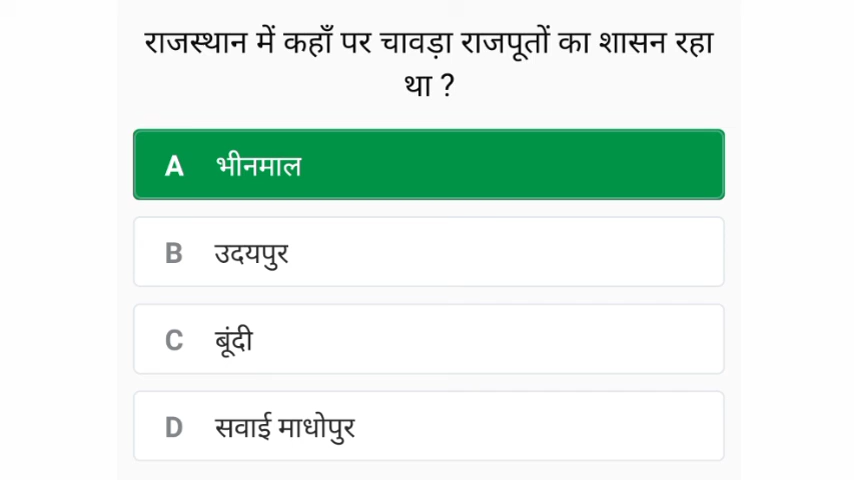 राजस्थान में कहाँ पर चावड़ा राजपूतों का शासन रहा
था ?
A भीनमाल
B उदयपुर
C बूंदी
D सवाई माधोपुर